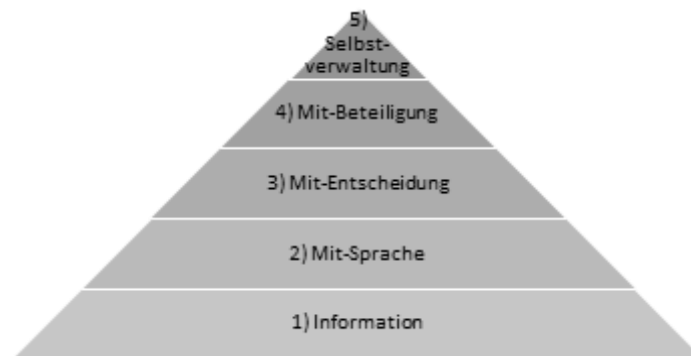 5)
Selbst-
verwaltung
4) Mit-Beteiligung
3) Mit-Entscheidung
2) Mit-Sprache
1) Information